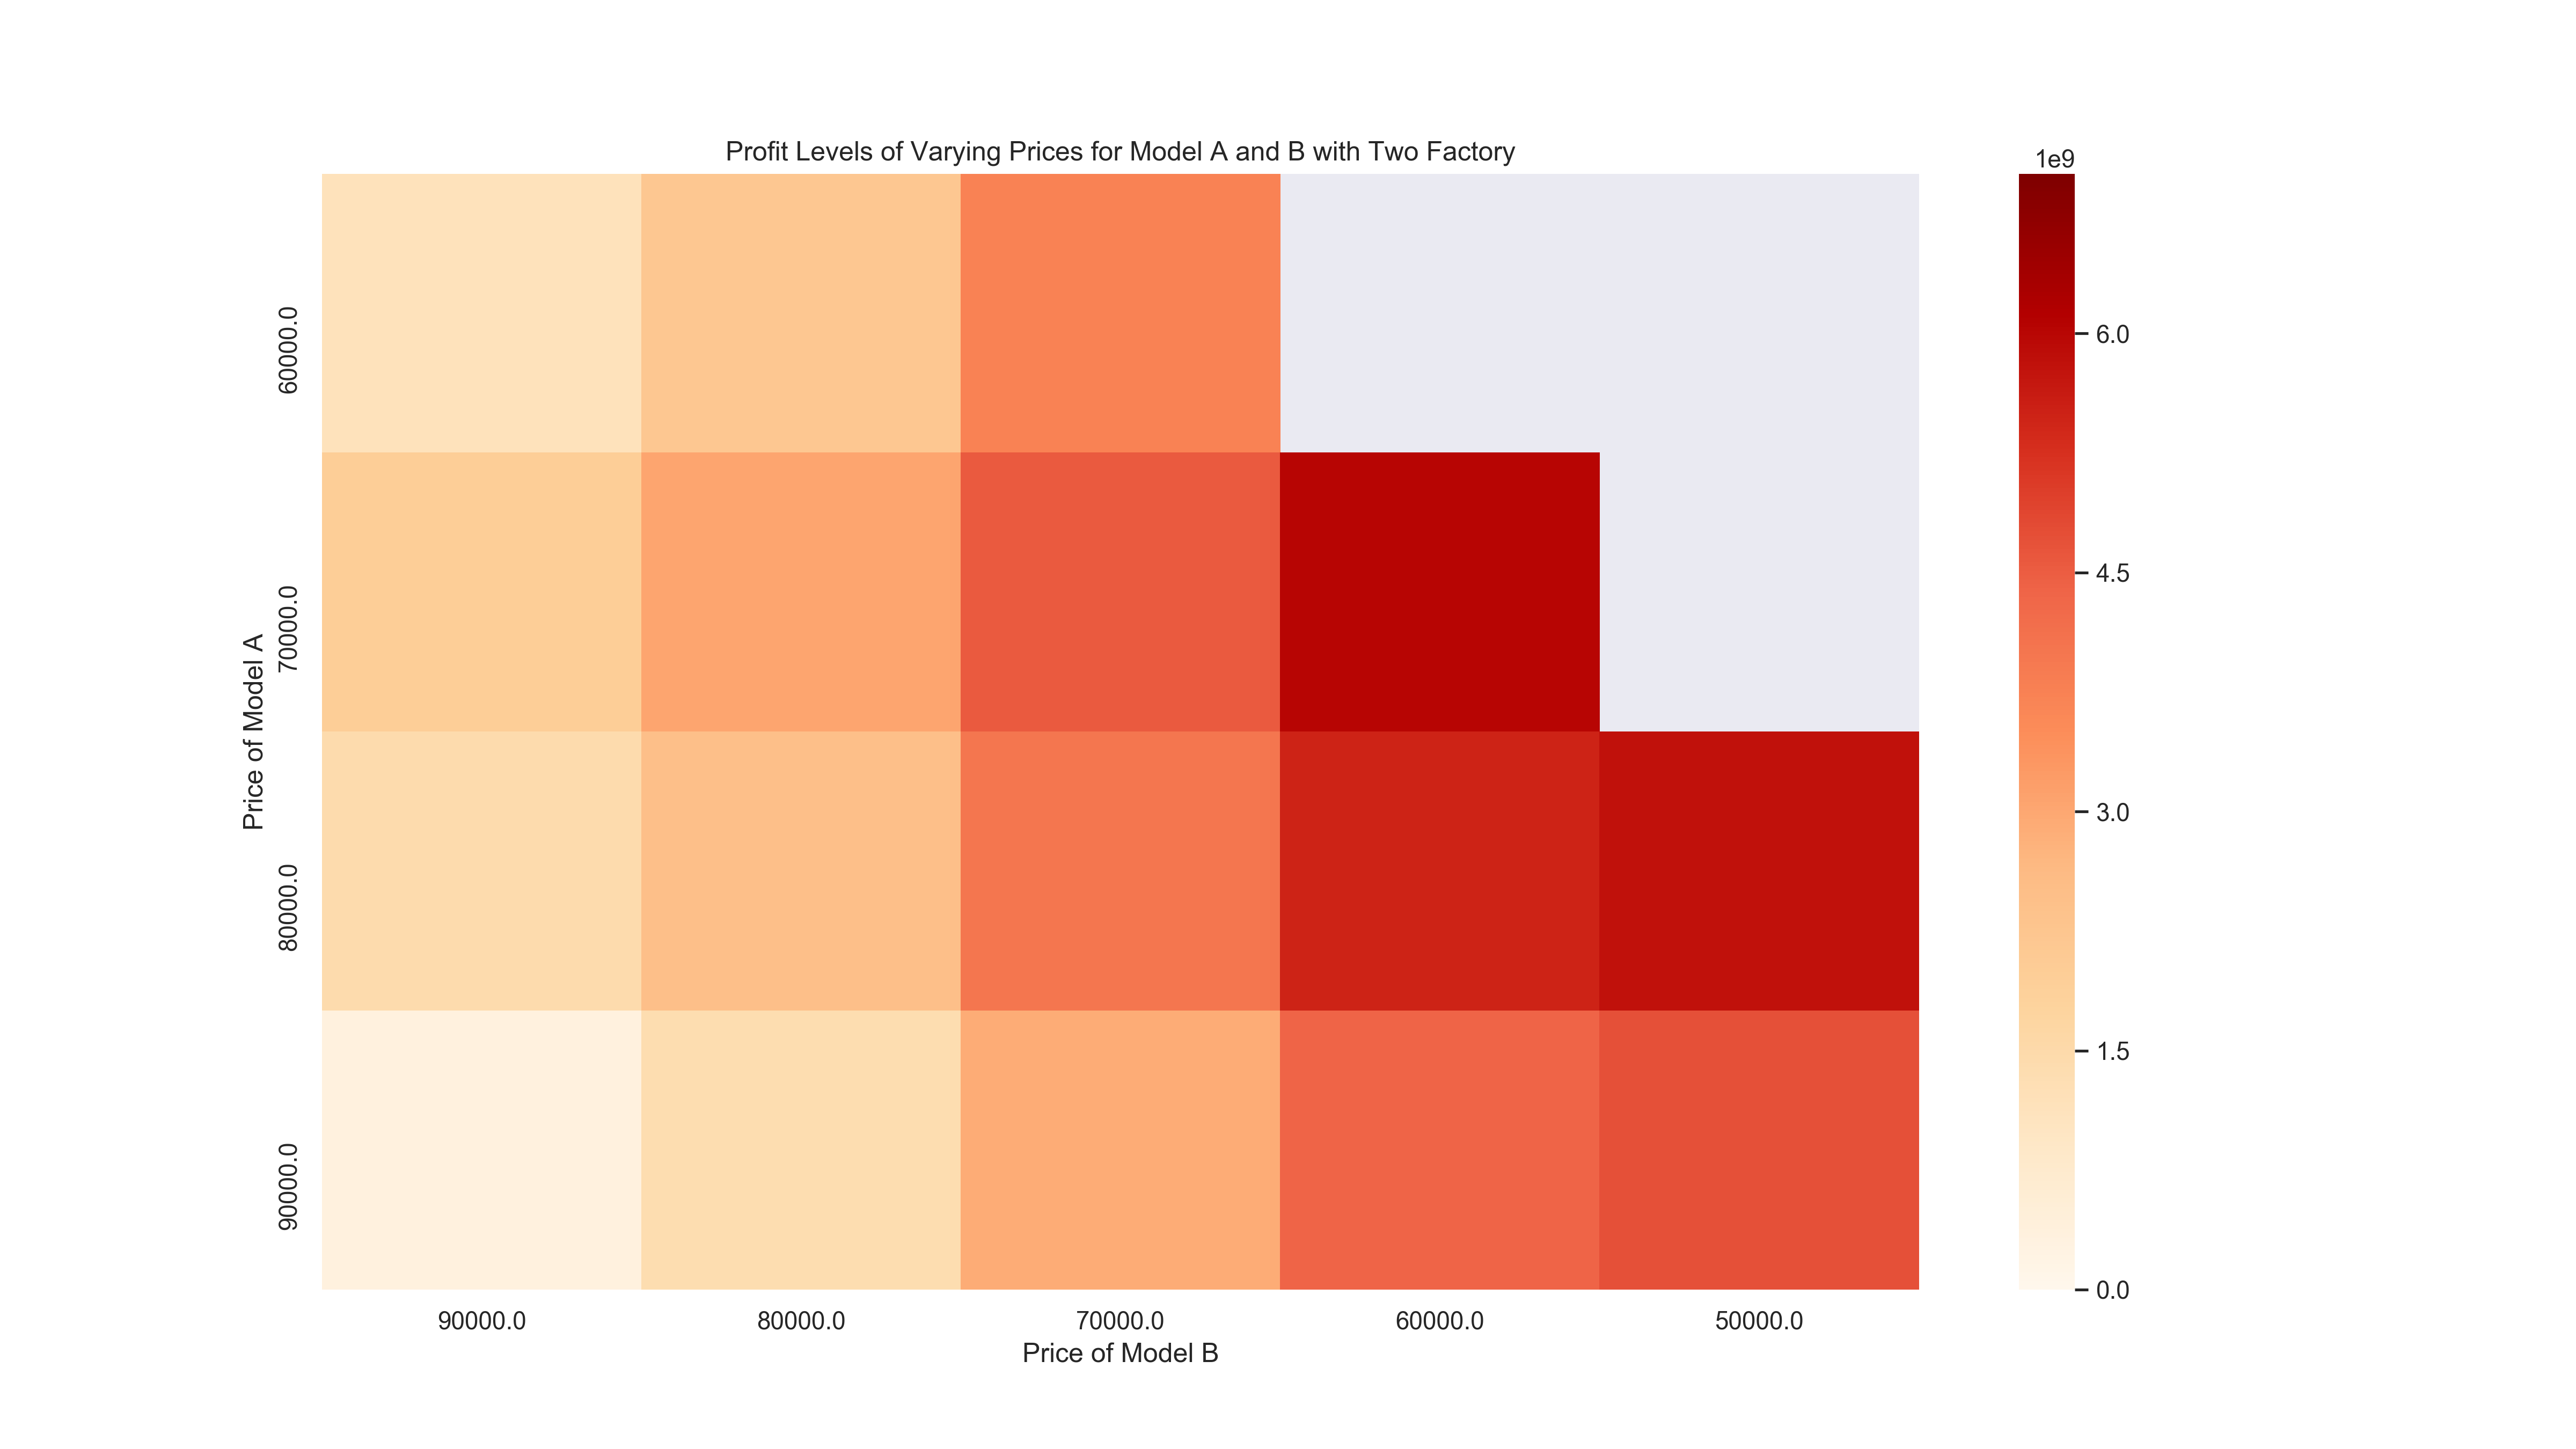 Profit Levels of Varying Prices for Model A and B with Two Factory
1e9
6.0
4.5
3.0
1.5
0.0
Price of Model A
60000.0
70000.0
80000.0
90000.0
90000.0 80000.0 70000.0 60000.0 50000.0
Price of Model B